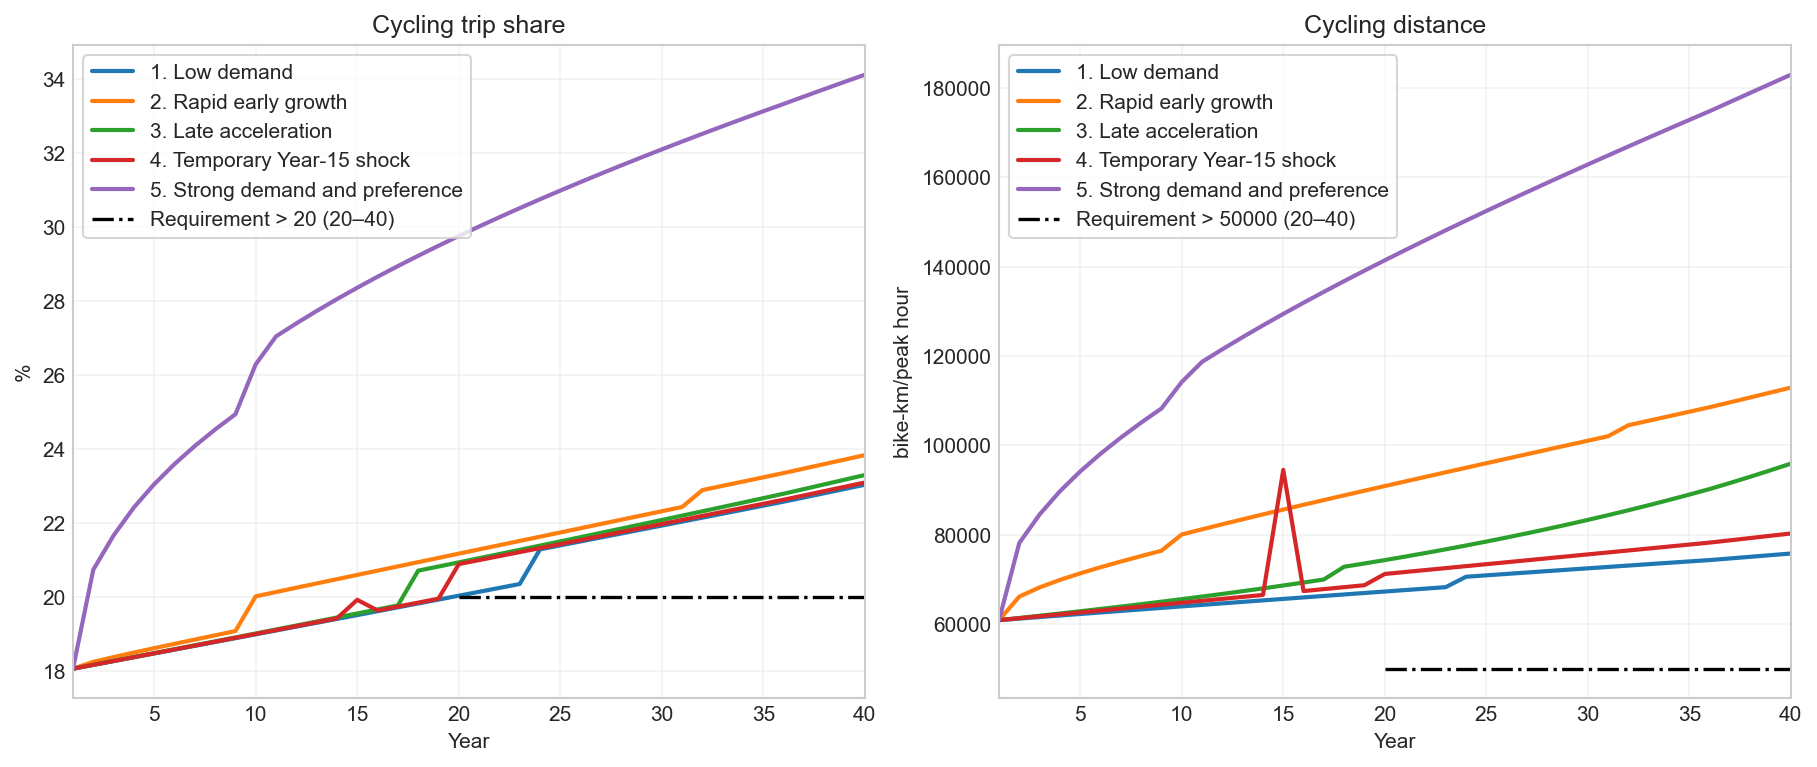 Cycling trip share
34
32
30
28
26
24
22
20
18
%
1. Low demand
2. Rapid early growth
3. Late acceleration
4. Temporary Year-15 shock
5. Strong demand and preference
Requirement > 20 (20–40)
5 10 15 20 25 30 35 40
Year
Cycling distance
180000
160000
140000
120000
100000
80000
60000
bike-km/peak hour
1. Low demand
2. Rapid early growth
3. Late acceleration
4. Temporary Year-15 shock
5. Strong demand and preference
Requirement > 50000 (20–40)
5 10 15 20 25 30 35 40
Year